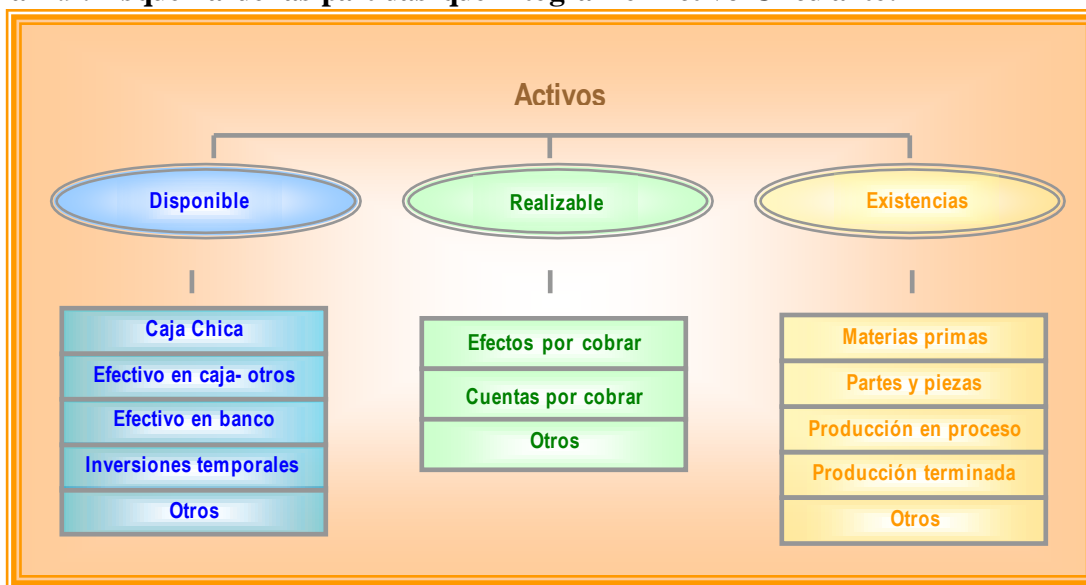 Activos
Disponible
Realizable
Existencias
Caja Chica
Efectivo en caja- otros
Efectivo en banco
Inversiones temporales
Otros
Efectos por cobrar
Cuentas por cobrar
Otros
Materias primas
Partes y piezas
Producción en proceso
Producción terminada
Otros